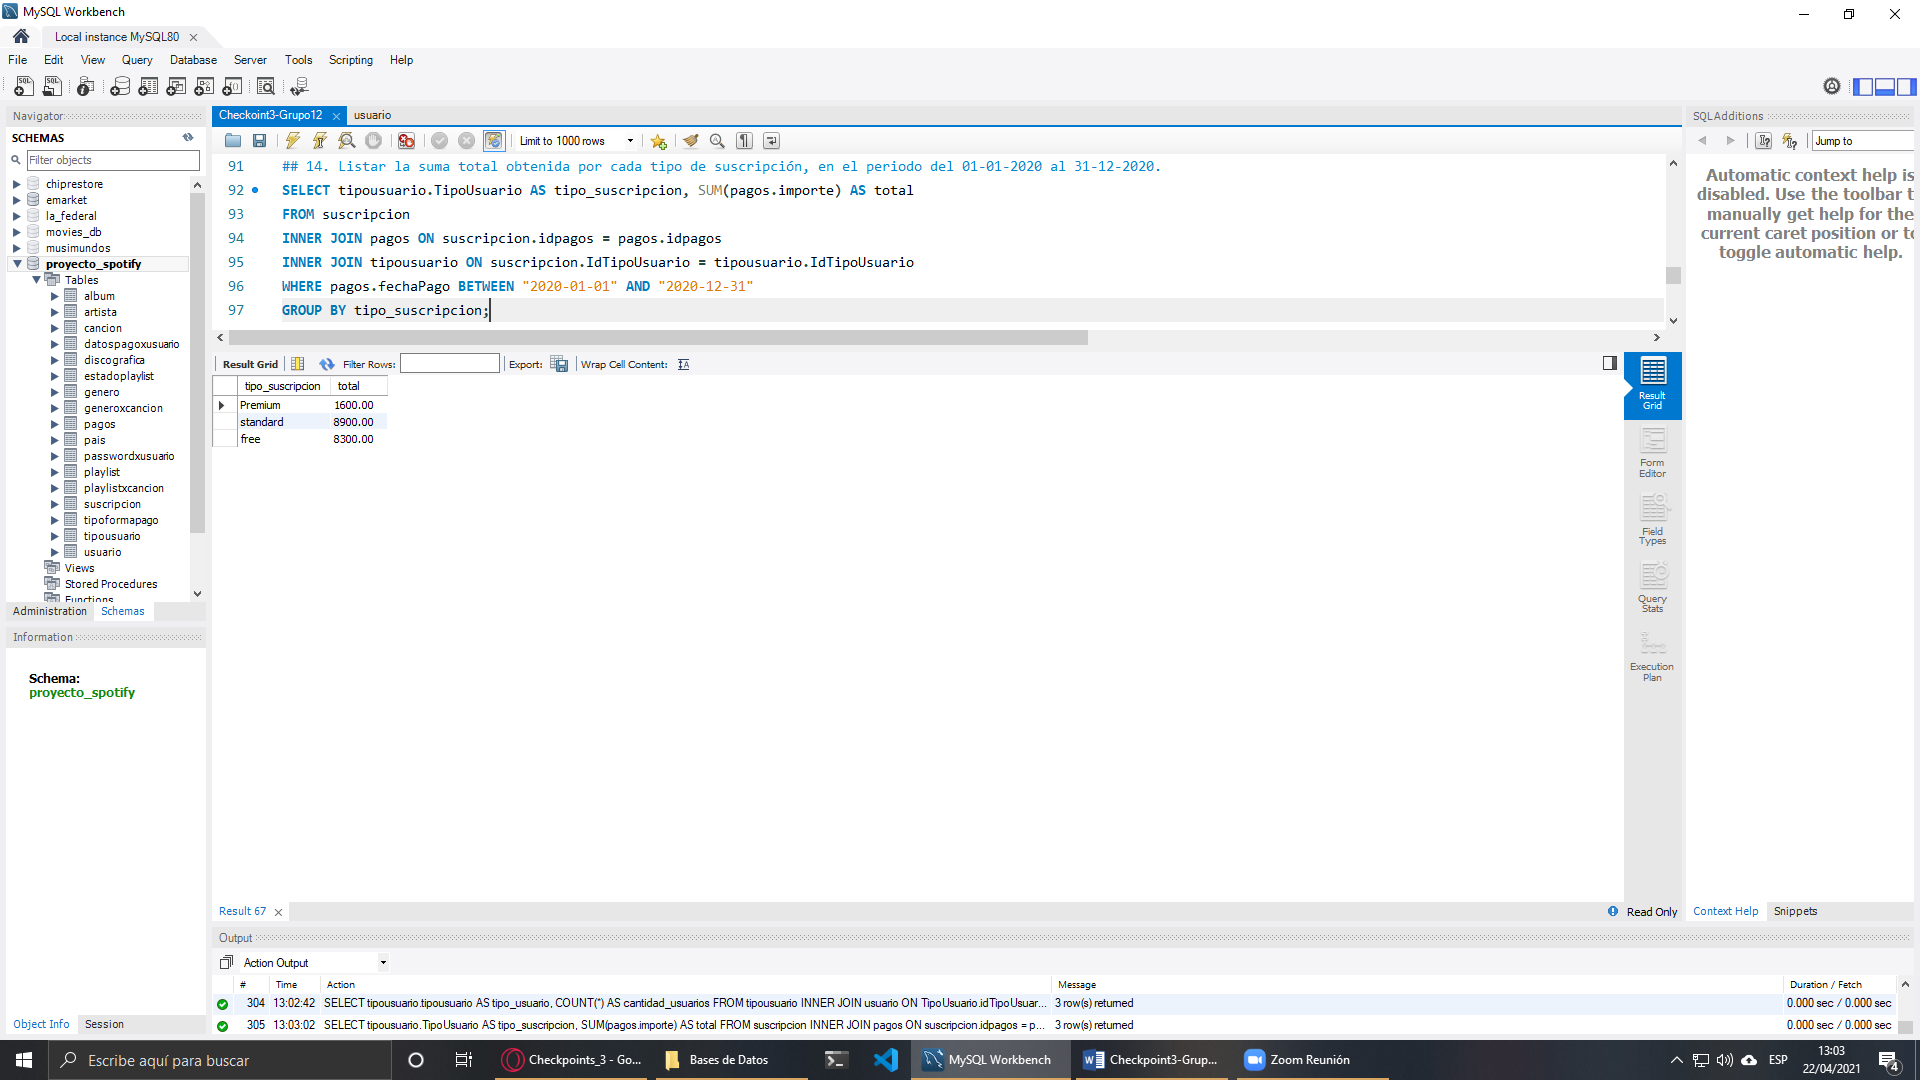 MySQL Workbench
Local instance MySQL80
File Edit View Query Database Server Tools Scripting Help
Navigator
SCHEMAS
Filter objects
chiprestore
emarket
la_federal
movies_db
musimundos
proyecto_spotify
Tables
album
artista
cancion
datospagoxusuario
discografica
estadoplaylist
genero
generoxcancion
pagos
pais
passwordxusuario
playlist
playlistxcancion
suscripcion
tipoformapago
tipousuario
usuario
Views
Stored Procedures
Functions
Administration Schemas
Information
Schema:
proyecto_spotify
Object Info Session
Checkoint3-Grupo12 usuario
Limit to 1000 rows
91 ## 14. Listar la suma total obtenida por cada tipo de suscripción, en el periodo del 01-01-2020 al 31-12-2020.
92 SELECT tipousuario.TipoUsuario AS tipo_suscripcion, SUM(pagos.importe) AS total
93 FROM suscripcion
94 INNER JOIN pagos ON suscripcion.idpagos = pagos.idpagos
95 INNER JOIN tipousuario ON suscripcion.IdTipoUsuario = tipousuario.IdTipoUsuario
96 WHERE pagos.fechaPago BETWEEN "2020-01-01" AND "2020-12-31"
97 GROUP BY tipo_suscripcion;
Result Grid Filter Rows: Export: Wrap Cell Content:
tipo_suscripcion total
Premium 1600.00
standard 8900.00
free 8300.00
Result Grid
Form Editor
Field Types
Query Stats
Execution Plan
Result 67
Read Only
SQLAdditions
Jump to
Automatic context help is
disabled. Use the toolbar t
manually get help for the
current caret position or to
toggle automatic help.
Context Help Snippets
Output
Action Output
# Time Action Message Duration / Fetch
304 13:02:42 SELECT tipousuario.tipousuario AS tipo_usuario, COUNT(*) AS cantidad_usuarios FROM tipousuario INNER JOIN usuario ON TipoUsuario.idTipoUsuar... 3 row(s) returned 0.000 sec / 0.000 sec
305 13:03:02 SELECT tipousuario.TipoUsuario AS tipo_suscripcion, SUM(pagos.importe) AS total FROM suscripcion INNER JOIN pagos ON suscripcion.idpagos = p... 3 row(s) returned 0.000 sec / 0.000 sec
Escribe aquí para buscar
Checkpoints_3 - Go...
Bases de Datos
MySQL Workbench
Checkpoint3-Grup...
Zoom Reunión
ESP
13:03
22/04/2021
4